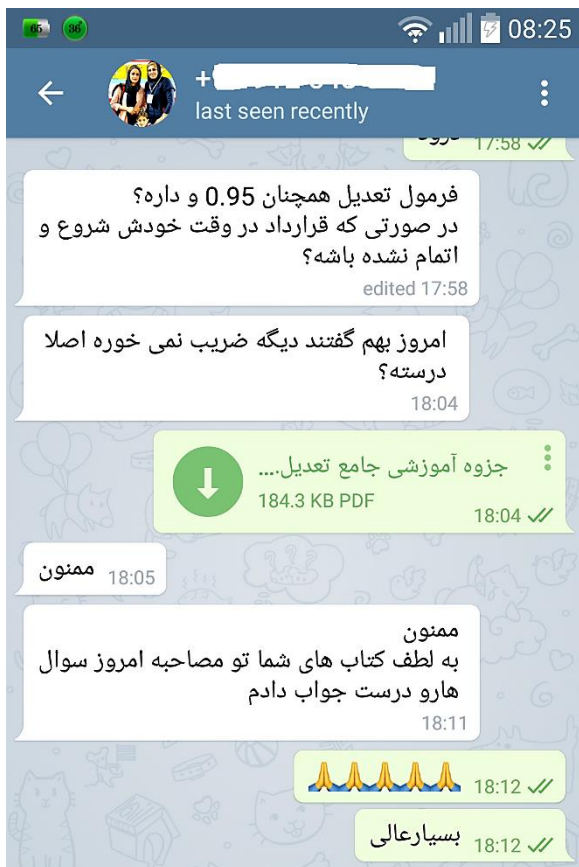 65 36 08:25
last seen recently
درود 17:58
فرمول تعدیل همچنان 0.95 و داره؟
در صورتی که قرارداد در وقت خودش شروع و
اتمام نشده باشه؟
edited 17:58
امروز بهم گفتند دیگه ضریب نمی خوره اصلا
درسته؟
18:04
جزوه آموزشی جامع تعدیل....
184.3 KB PDF
18:04
ممنون 18:05
ممنون
به لطف کتاب های شما تو مصاحبه امروز سوال
هارو درست جواب دادم
18:11
🙏🙏🙏🙏🙏 18:12
بسیارعالی 18:12